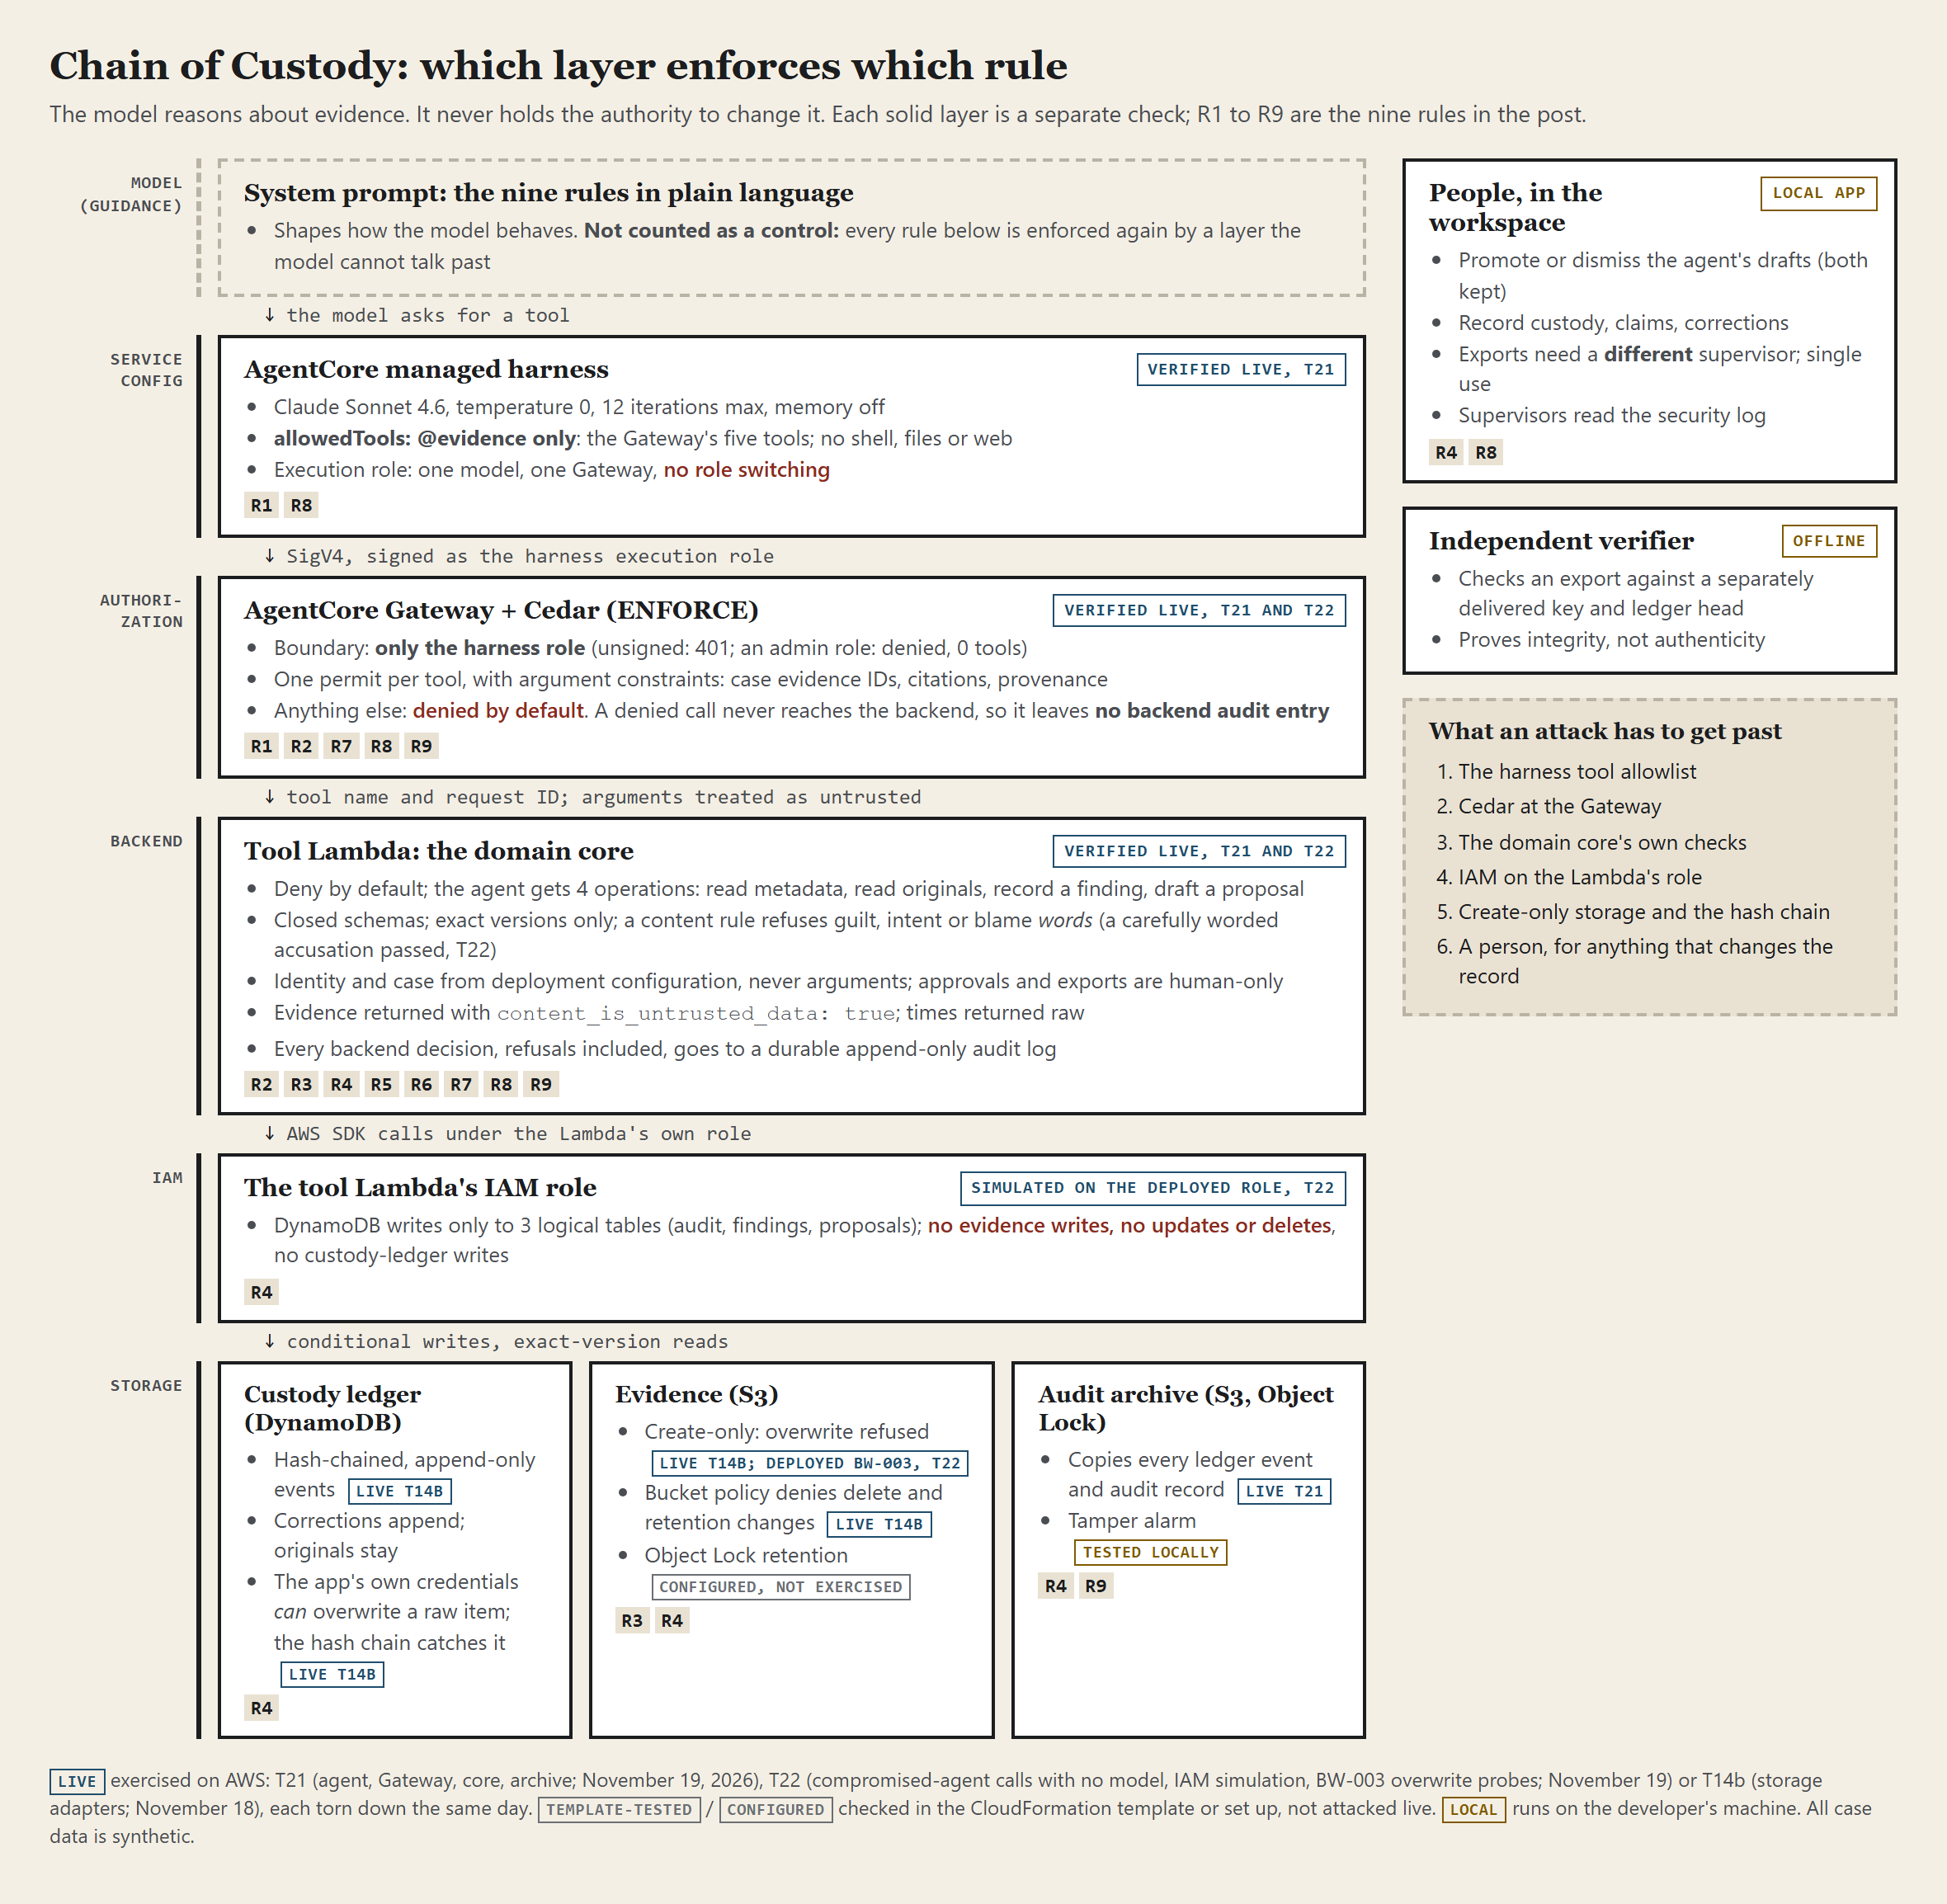 Chain of Custody: which layer enforces which rule
The model reasons about evidence. It never holds the authority to change it. Each solid layer is a separate check; R1 to R9 are the nine rules in the post.
MODEL
(GUIDANCE)
System prompt: the nine rules in plain language
• Shapes how the model behaves. Not counted as a control: every rule below is enforced again by a layer the
model cannot talk past
↓ the model asks for a tool
SERVICE
CONFIG
AgentCore managed harness
VERIFIED LIVE, T21
• Claude Sonnet 4.6, temperature 0, 12 iterations max, memory off
• allowedTools: @evidence only: the Gateway's five tools; no shell, files or web
• Execution role: one model, one Gateway, no role switching
R1 R8
↓ SigV4, signed as the harness execution role
AUTHORI-
ZATION
AgentCore Gateway + Cedar (ENFORCE)
VERIFIED LIVE, T21 AND T22
• Boundary: only the harness role (unsigned: 401; an admin role: denied, 0 tools)
• One permit per tool, with argument constraints: case evidence IDs, citations, provenance
• Anything else: denied by default. A denied call never reaches the backend, so it leaves no backend audit entry
R1 R2 R7 R8 R9
↓ tool name and request ID; arguments treated as untrusted
BACKEND
Tool Lambda: the domain core
VERIFIED LIVE, T21 AND T22
• Deny by default; the agent gets 4 operations: read metadata, read originals, record a finding, draft a proposal
• Closed schemas; exact versions only; a content rule refuses guilt, intent or blame words (a carefully worded
accusation passed, T22)
• Identity and case from deployment configuration, never arguments; approvals and exports are human-only
• Evidence returned with content_is_untrusted_data: true; times returned raw
• Every backend decision, refusals included, goes to a durable append-only audit log
R2 R3 R4 R5 R6 R7 R8 R9
↓ AWS SDK calls under the Lambda's own role
IAM
The tool Lambda's IAM role
SIMULATED ON THE DEPLOYED ROLE, T22
• DynamoDB writes only to 3 logical tables (audit, findings, proposals); no evidence writes, no updates or deletes,
no custody-ledger writes
R4
↓ conditional writes, exact-version reads
STORAGE
Custody ledger
(DynamoDB)
• Hash-chained, append-only
events LIVE T14B
• Corrections append;
originals stay
• The app's own credentials
can overwrite a raw item;
the hash chain catches it
LIVE T14B
R4
Evidence (S3)
• Create-only: overwrite refused
LIVE T14B; DEPLOYED BW-003, T22
• Bucket policy denies delete and
retention changes LIVE T14B
• Object Lock retention
CONFIGURED, NOT EXERCISED
R3 R4
Audit archive (S3, Object
Lock)
• Copies every ledger event
and audit record LIVE T21
• Tamper alarm
TESTED LOCALLY
R4 R9
People, in the
workspace
LOCAL APP
• Promote or dismiss the agent's drafts (both
kept)
• Record custody, claims, corrections
• Exports need a different supervisor; single
use
• Supervisors read the security log
R4 R8
Independent verifier
OFFLINE
• Checks an export against a separately
delivered key and ledger head
• Proves integrity, not authenticity
What an attack has to get past
1. The harness tool allowlist
2. Cedar at the Gateway
3. The domain core's own checks
4. IAM on the Lambda's role
5. Create-only storage and the hash chain
6. A person, for anything that changes the
record
LIVE exercised on AWS: T21 (agent, Gateway, core, archive; November 19, 2026), T22 (compromised-agent calls with no model, IAM simulation, BW-003 overwrite probes; November 19) or T14b (storage
adapters; November 18), each torn down the same day. TEMPLATE-TESTED / CONFIGURED checked in the CloudFormation template or set up, not attacked live. LOCAL runs on the developer's machine. All case
data is synthetic.